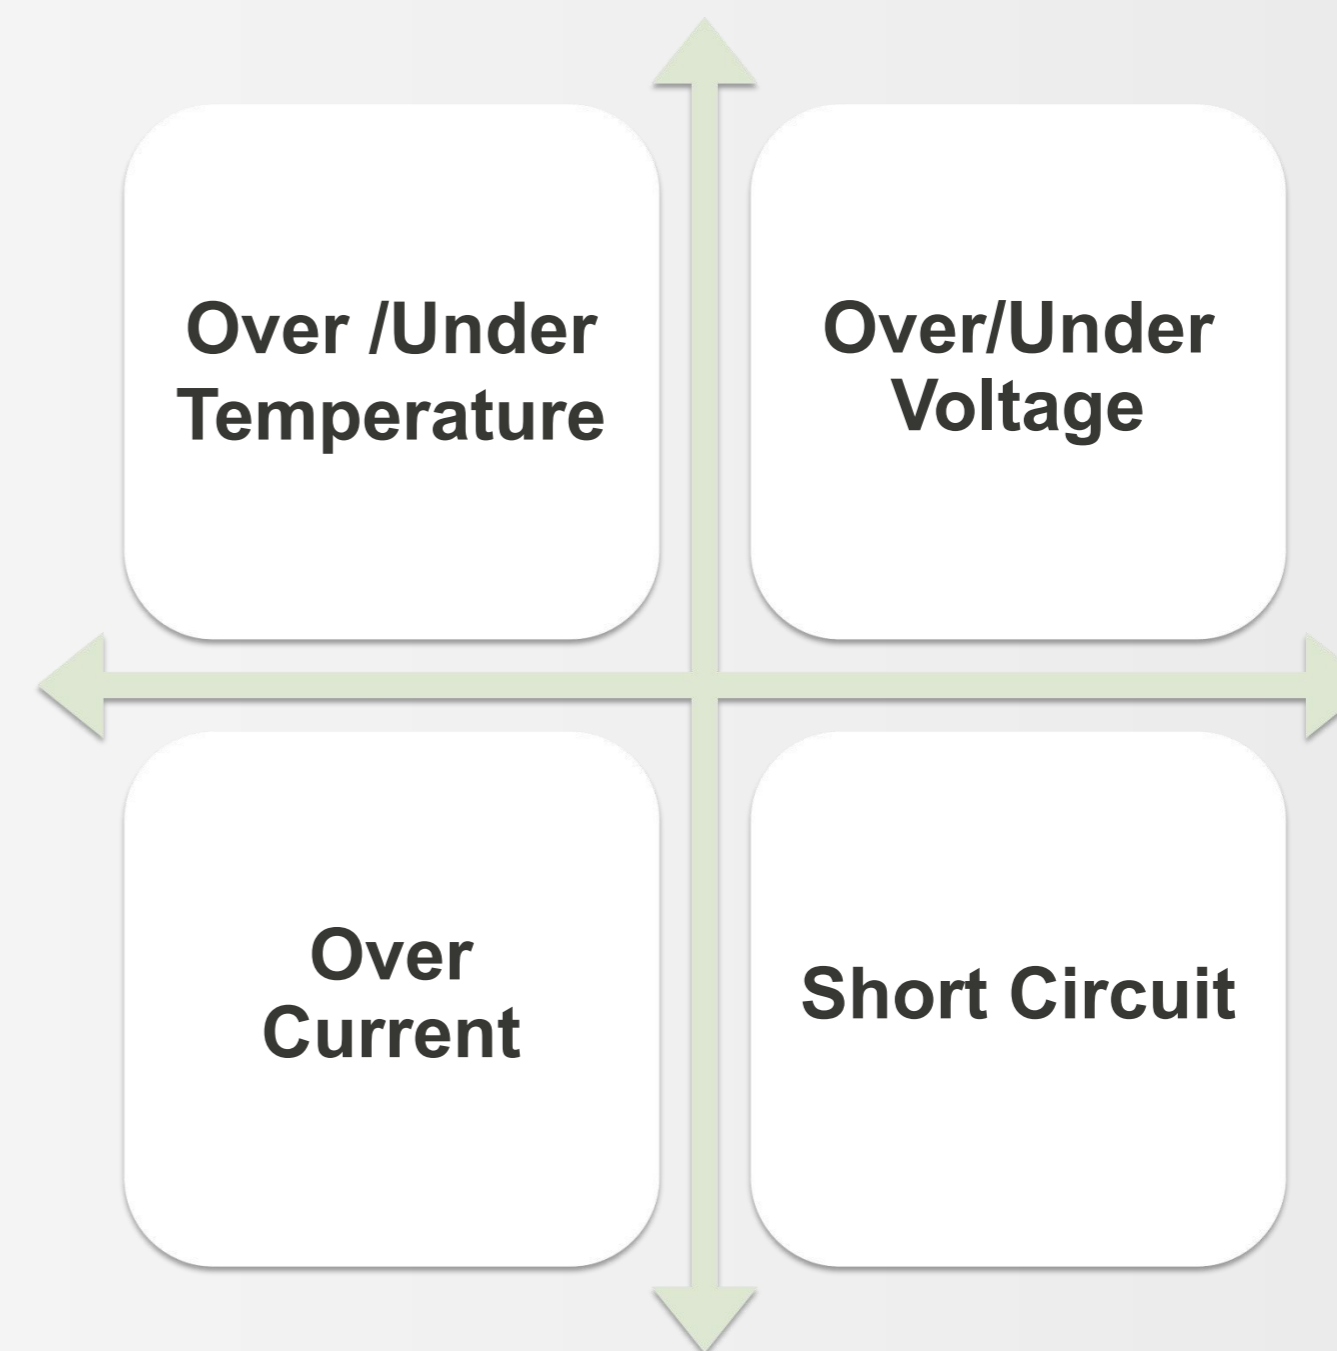 Over /Under
Temperature
Over/Under
Voltage
Over
Current
Short Circuit